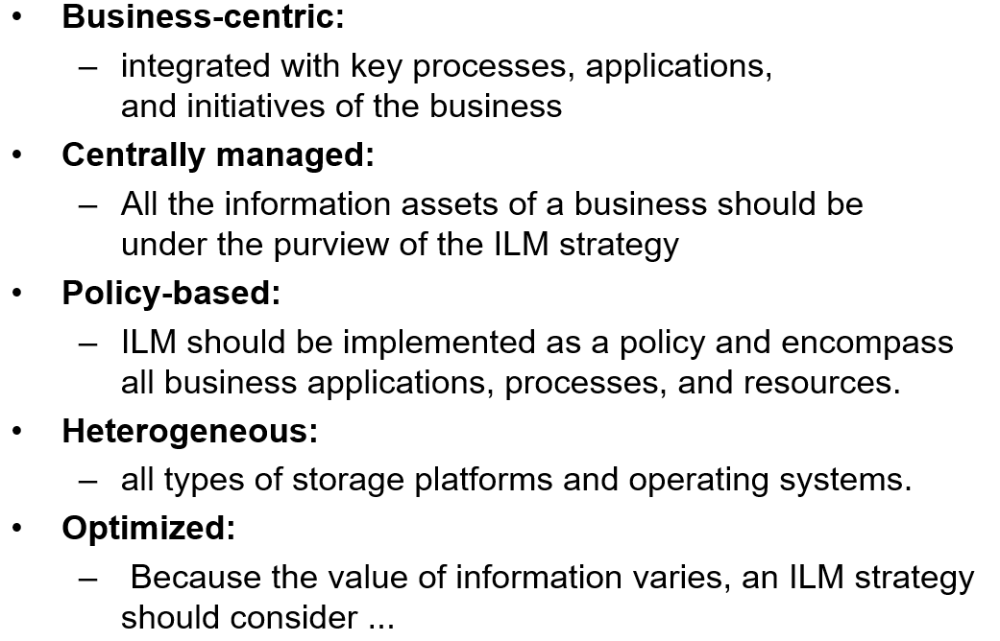 • Business-centric:
– integrated with key processes, applications,
and initiatives of the business
• Centrally managed:
– All the information assets of a business should be
under the purview of the ILM strategy
• Policy-based:
– ILM should be implemented as a policy and encompass
all business applications, processes, and resources.
• Heterogeneous:
– all types of storage platforms and operating systems.
• Optimized:
– Because the value of information varies, an ILM strategy
should consider ...